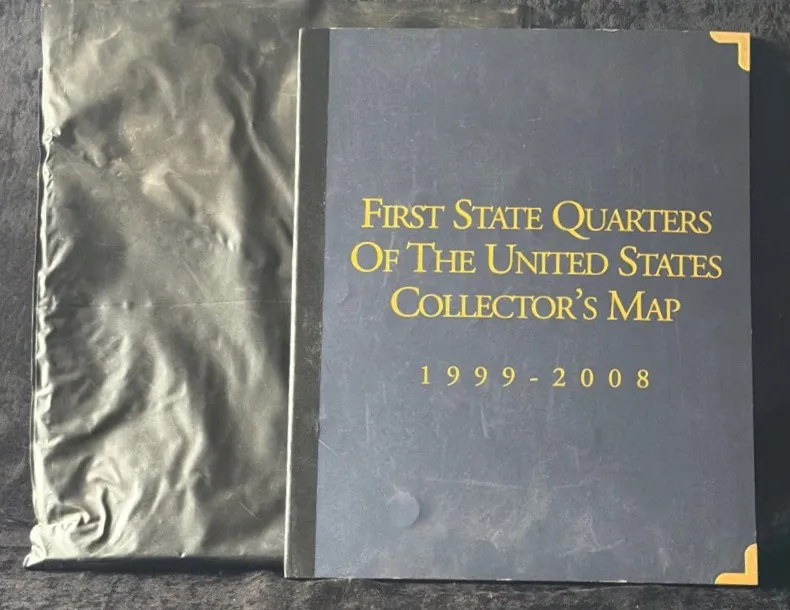 First State Quarters
Of The United States
Collector's Map
1999-2008